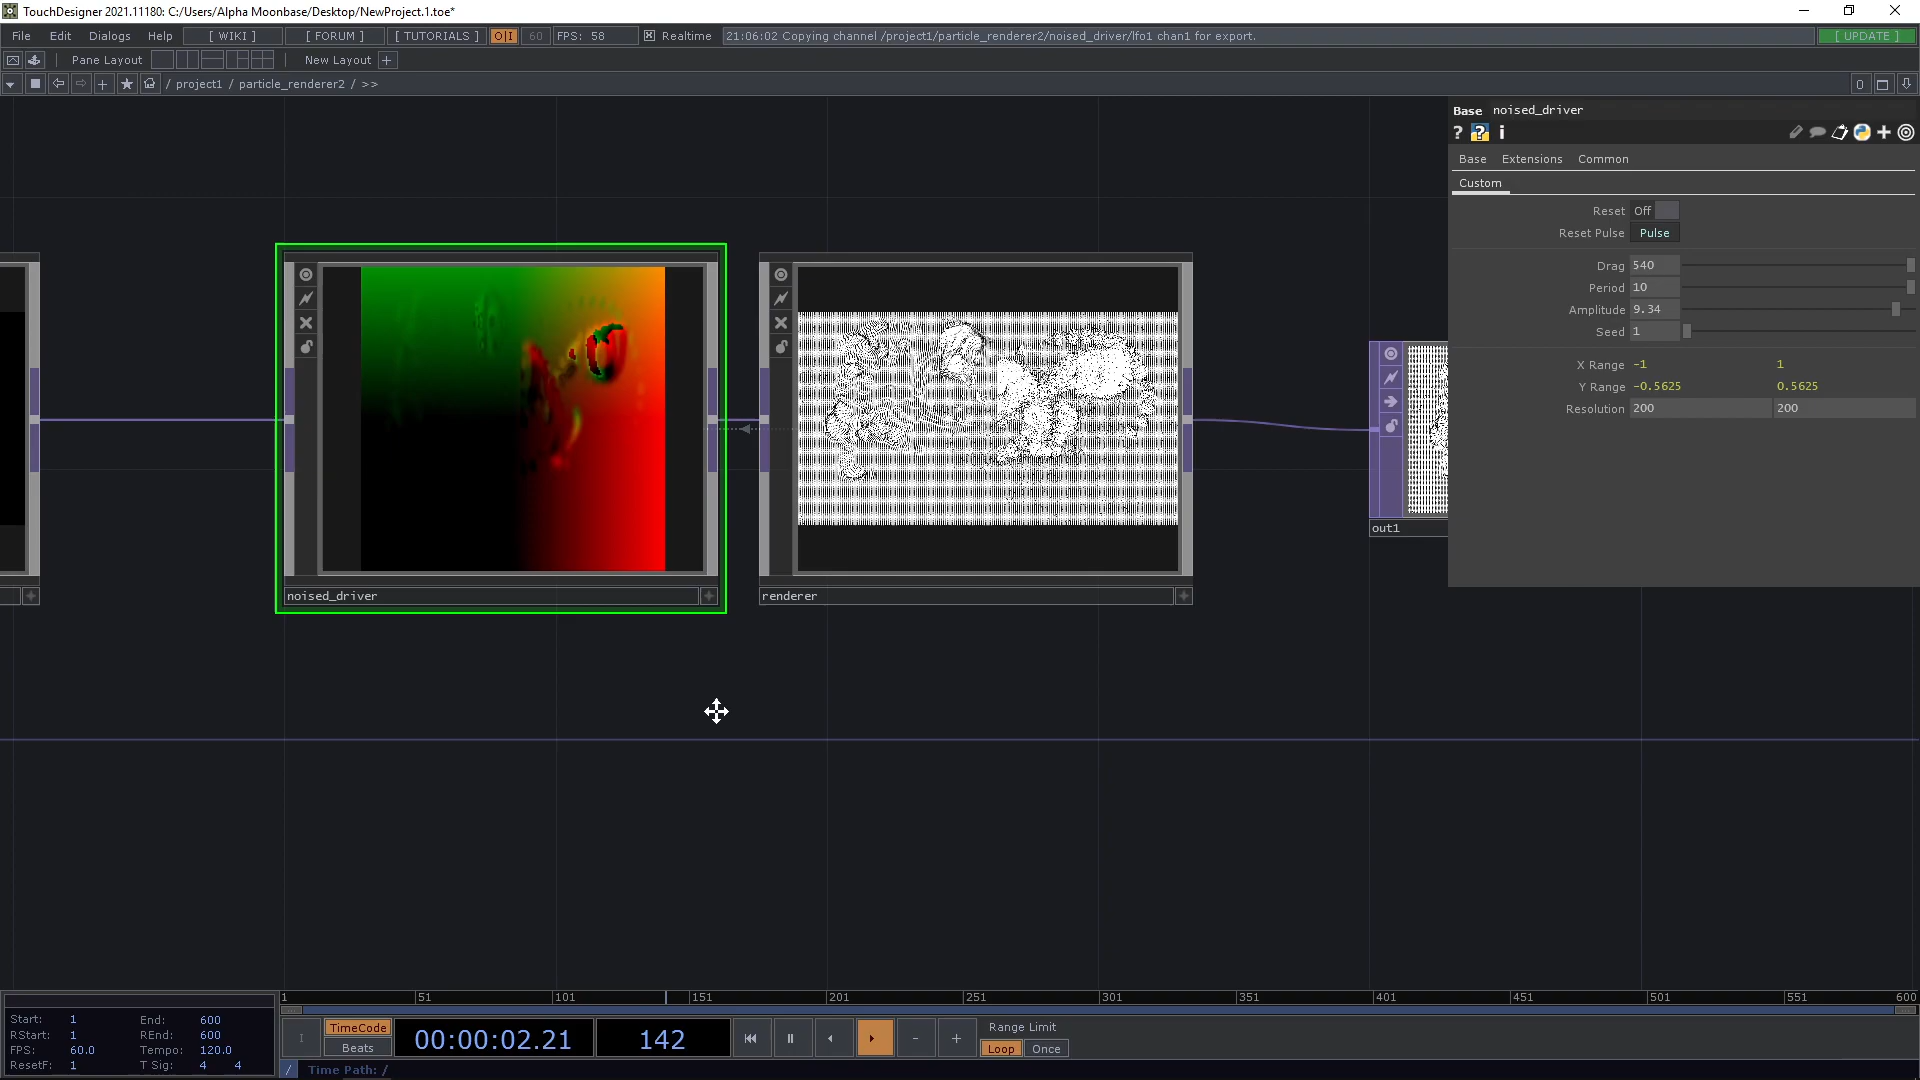 TouchDesigner 2021.11180: C:/Users/Alpha Moonbase/Desktop/NewProject.1.toe*
File Edit Dialogs Help [ WIKI ] [ FORUM ] [ TUTORIALS ] O|I 60 FPS: 58 Realtime 21:06:02 Copying channel /project1/particle_renderer2/noised_driver/lfo1 chan1 for export. [ UPDATE ]
Pane Layout New Layout +
/ project1 / particle_renderer2 / >> 0
Base noised_driver
? ? i
Base Extensions Common
Custom
Reset Off
Reset Pulse Pulse
Drag 540
Period 10
Amplitude 9.34
Seed 1
X Range -1 1
Y Range -0.5625 0.5625
Resolution 200 200
out1
noised_driver
renderer
1 51 101 151 201 251 301 351 401 451 501 551 600
Start: 1 End: 600
RStart: 1 REnd: 600
FPS: 60.0 Tempo: 120.0
ResetF: 1 T Sig: 4 4
I TimeCode Beats 00:00:02.21 142 - + Range Limit
Loop Once
/ Time Path: /